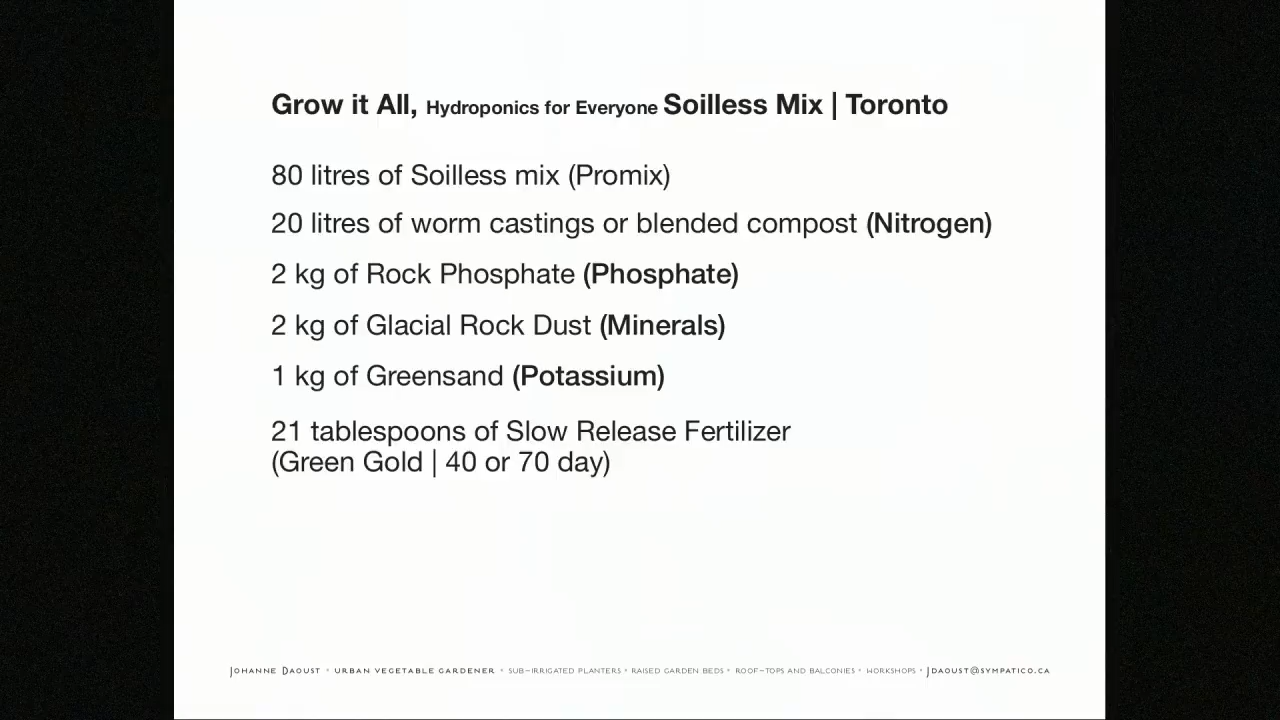 Grow it All, Hydroponics for Everyone Soilless Mix | Toronto
80 litres of Soilless mix (Promix)
20 litres of worm castings or blended compost (Nitrogen)
2 kg of Rock Phosphate (Phosphate)
2 kg of Glacial Rock Dust (Minerals)
1 kg of Greensand (Potassium)
21 tablespoons of Slow Release Fertilizer
(Green Gold | 40 or 70 day)
Johanne Daoust • urban vegetable gardener • sub-irrigated planters • raised garden beds • roof-tops and balconies • workshops • jdaoust@sympatico.ca